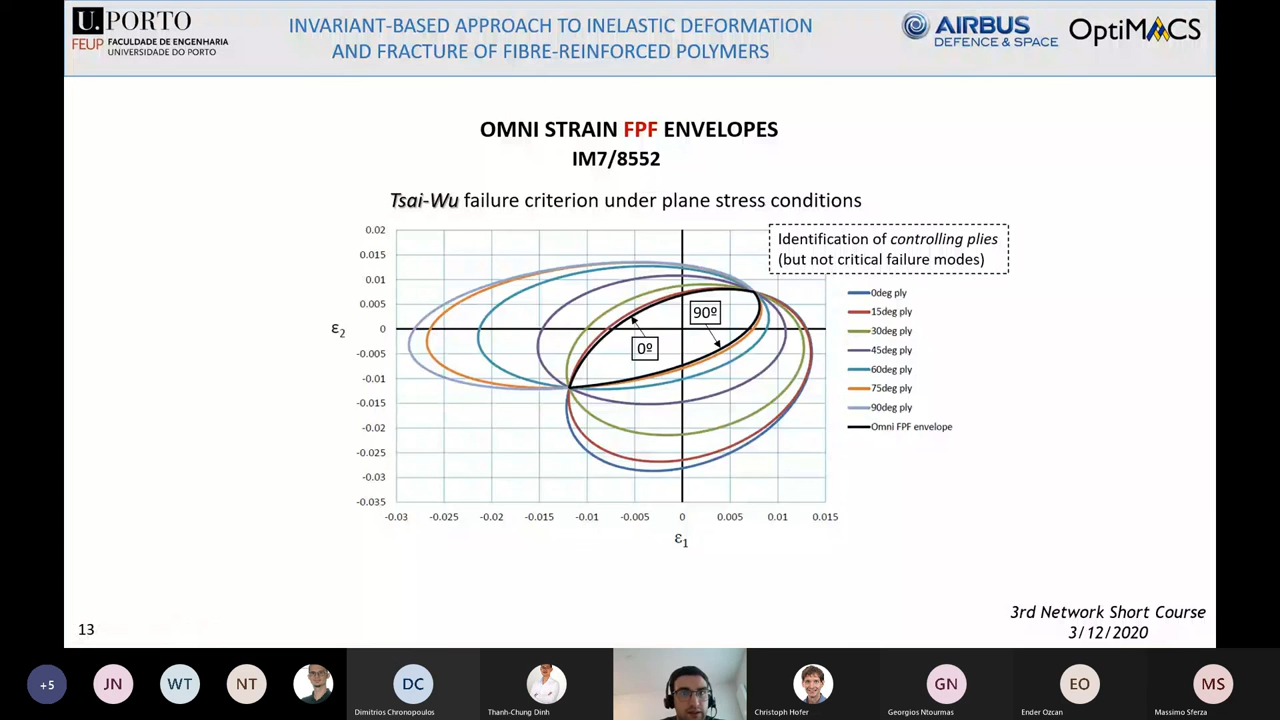 U.PORTO
FEUP FACULDADE DE ENGENHARIA
UNIVERSIDADE DO PORTO
INVARIANT-BASED APPROACH TO INELASTIC DEFORMATION
AND FRACTURE OF FIBRE-REINFORCED POLYMERS
AIRBUS
DEFENCE & SPACE
OptiMACS
OMNI STRAIN FPF ENVELOPES
IM7/8552
Tsai-Wu failure criterion under plane stress conditions
Identification of controlling plies
(but not critical failure modes)
0.02
0.015
0.01
0.005
0
-0.005
-0.01
-0.015
-0.02
-0.025
-0.03
-0.035
ε2
90º
0º
0deg ply
15deg ply
30deg ply
45deg ply
60deg ply
75deg ply
90deg ply
Omni FPF envelope
-0.03 -0.025 -0.02 -0.015 -0.01 -0.005 0 0.005 0.01 0.015
ε1
3rd Network Short Course
3/12/2020
13
+5 JN WT NT DC GN EO MS
Dimitrios Chronopoulos Thanh-Chung Dinh Christoph Hofer Georgios Ntourmas Ender Ozcan Massimo Sferza